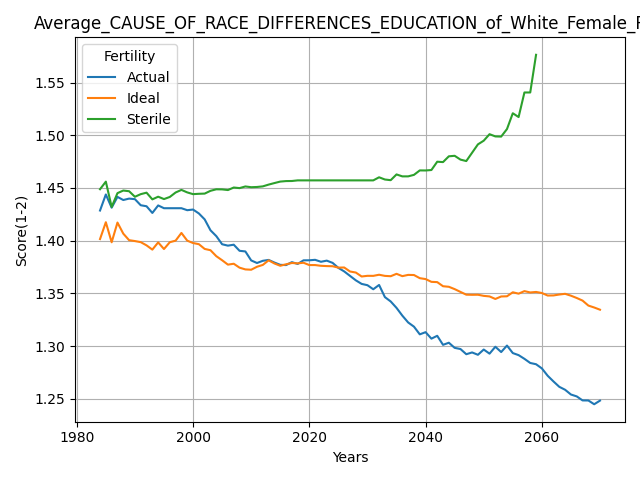 Average_CAUSE_OF_RACE_DIFFERENCES_EDUCATION_of_White_Female_
Fertility
Actual
Ideal
Sterile
1.55
1.50
1.45
1.40
1.35
1.30
1.25
Score(1-2)
1980
2000
2020
2040
2060
Years